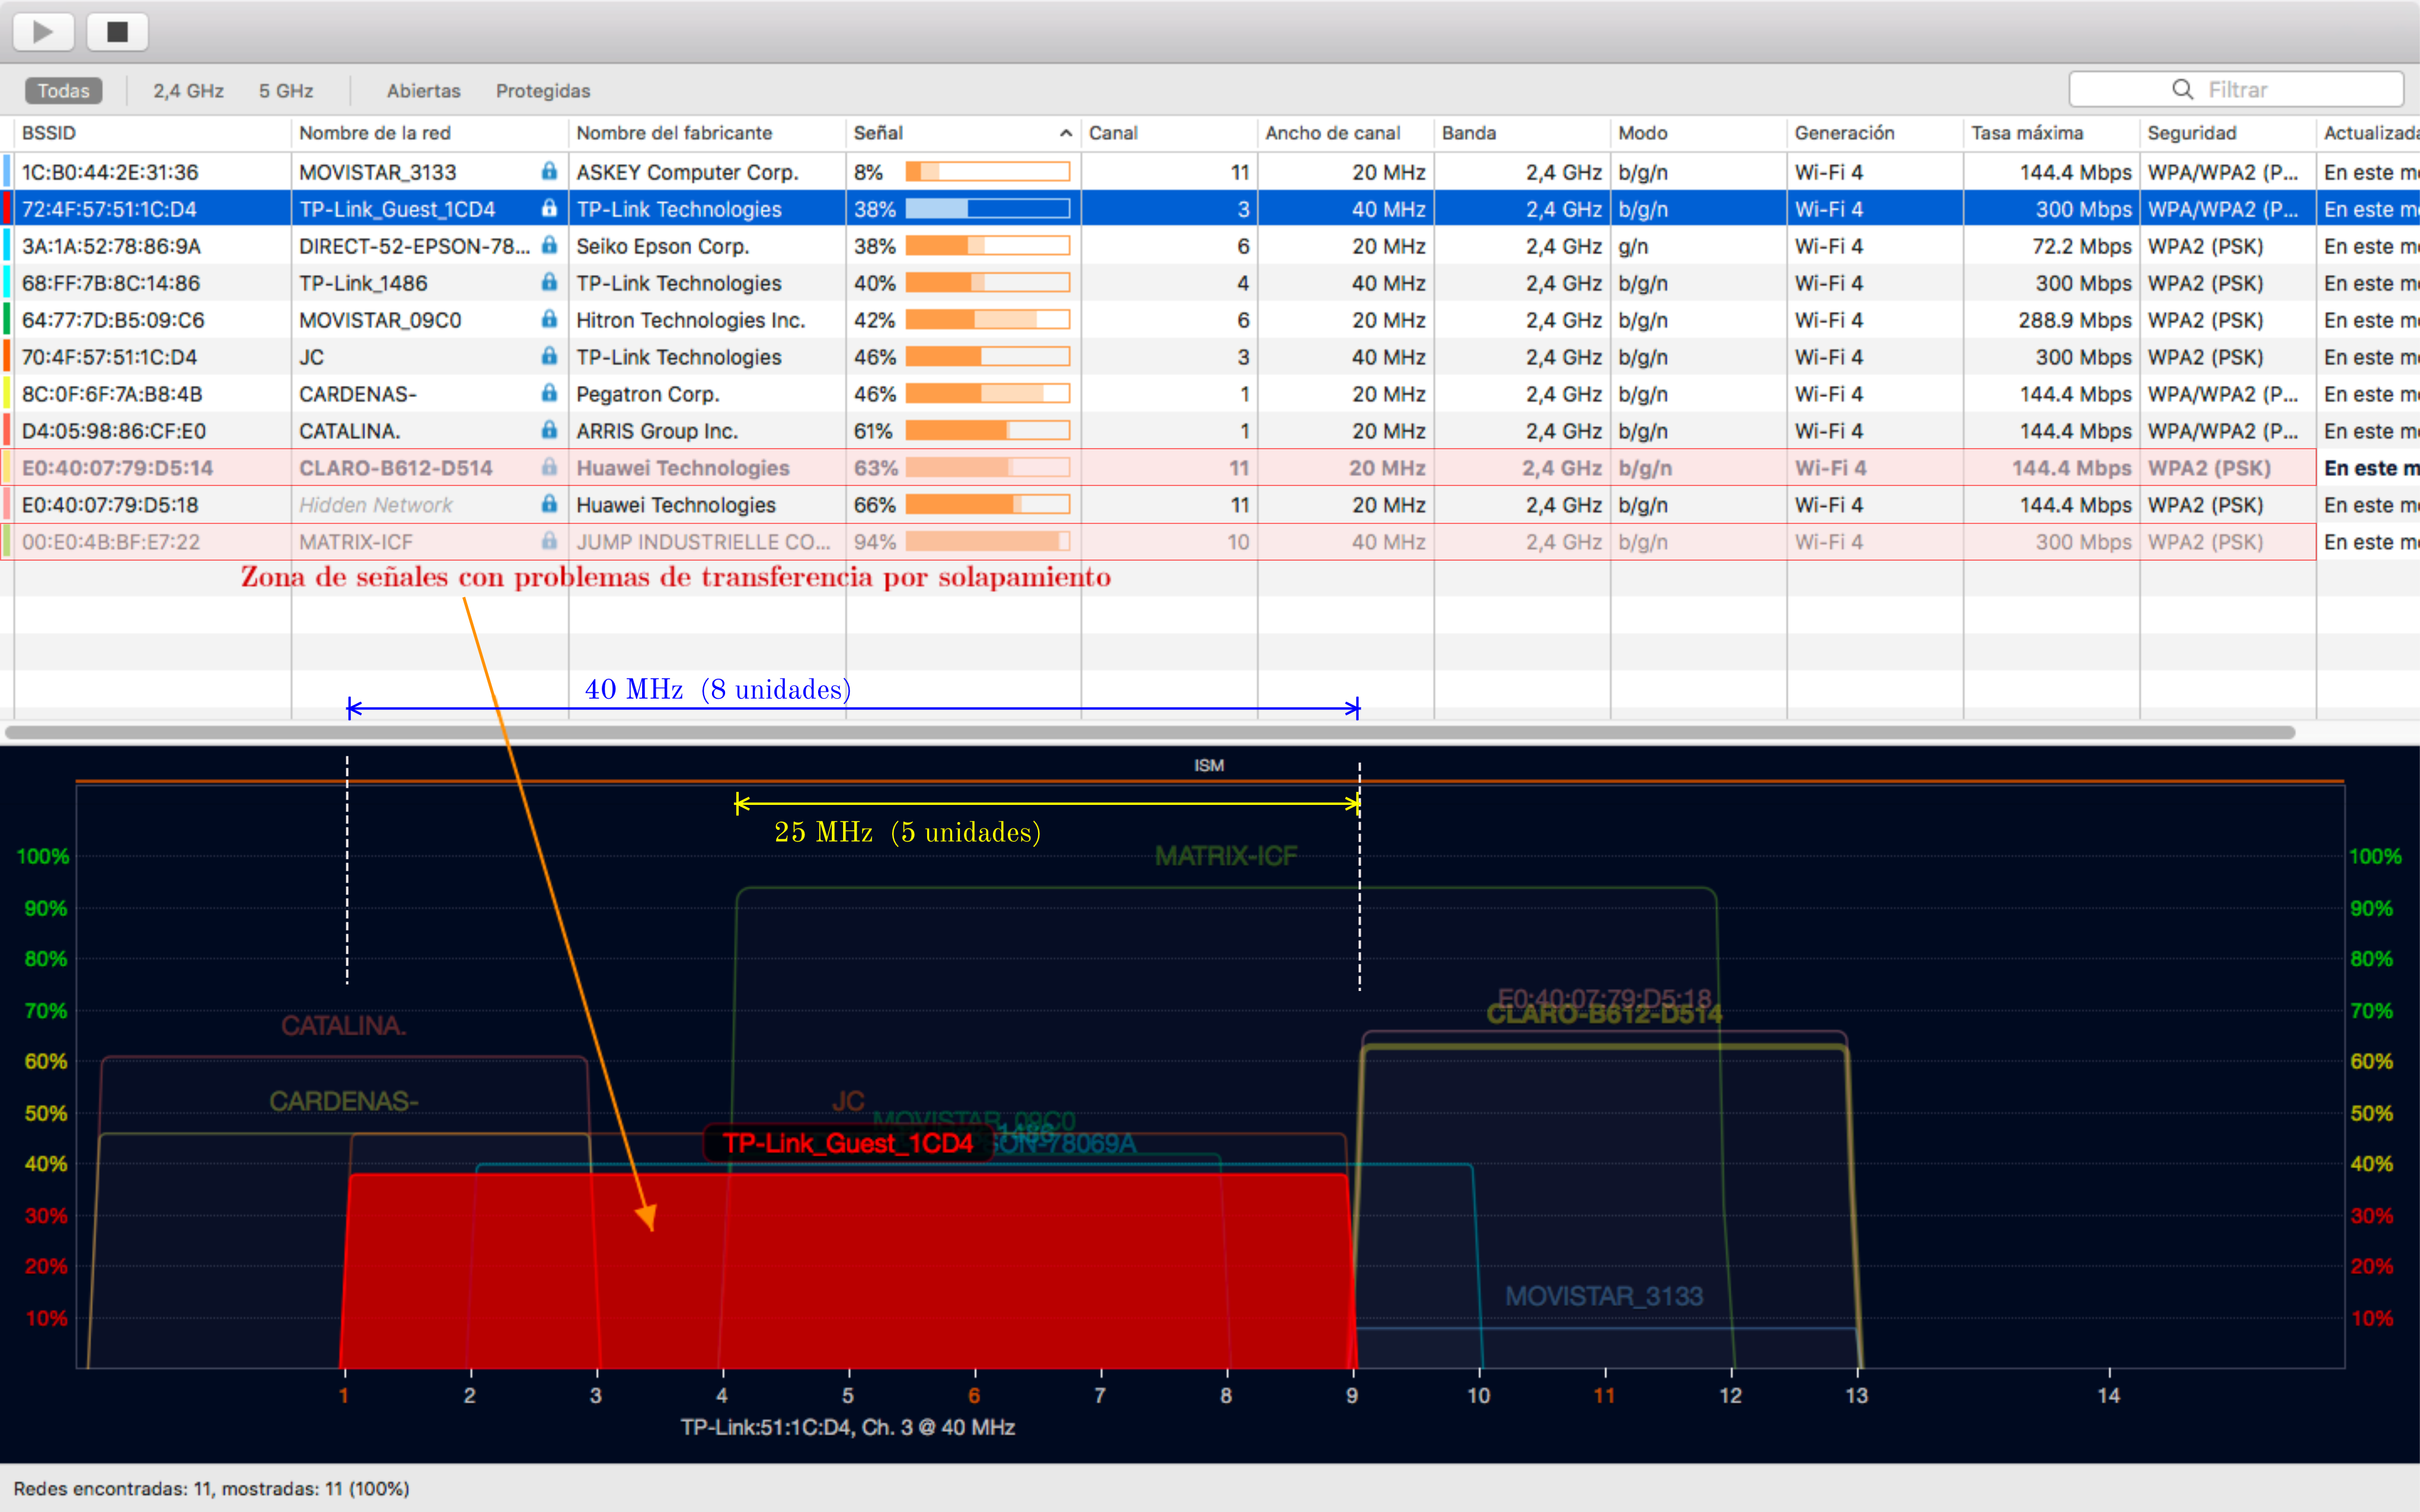 Todas 2,4 GHz 5 GHz Abiertas Protegidas Filtrar
BSSID Nombre de la red Nombre del fabricante Señal Canal Ancho de canal Banda Modo Generación Tasa máxima Seguridad Actualizada
1C:B0:44:2E:31:36 MOVISTAR_3133 ASKEY Computer Corp. 8% 11 20 MHz 2,4 GHz b/g/n Wi-Fi 4 144.4 Mbps WPA/WPA2 (P... En este m
72:4F:57:51:1C:D4 TP-Link_Guest_1CD4 TP-Link Technologies 38% 3 40 MHz 2,4 GHz b/g/n Wi-Fi 4 300 Mbps WPA/WPA2 (P... En este m
3A:1A:52:78:86:9A DIRECT-52-EPSON-78... Seiko Epson Corp. 38% 6 20 MHz 2,4 GHz g/n Wi-Fi 4 72.2 Mbps WPA2 (PSK) En este m
68:FF:7B:8C:14:86 TP-Link_1486 TP-Link Technologies 40% 4 40 MHz 2,4 GHz b/g/n Wi-Fi 4 300 Mbps WPA2 (PSK) En este m
64:77:7D:B5:09:C6 MOVISTAR_09C0 Hitron Technologies Inc. 42% 6 20 MHz 2,4 GHz b/g/n Wi-Fi 4 288.9 Mbps WPA2 (PSK) En este m
70:4F:57:51:1C:D4 JC TP-Link Technologies 46% 3 40 MHz 2,4 GHz b/g/n Wi-Fi 4 300 Mbps WPA2 (PSK) En este m
8C:0F:6F:7A:B8:4B CARDENAS- Pegatron Corp. 46% 1 20 MHz 2,4 GHz b/g/n Wi-Fi 4 144.4 Mbps WPA/WPA2 (P... En este m
D4:05:98:86:CF:E0 CATALINA. ARRIS Group Inc. 61% 1 20 MHz 2,4 GHz b/g/n Wi-Fi 4 144.4 Mbps WPA/WPA2 (P... En este m
E0:40:07:79:D5:14 CLARO-B612-D514 Huawei Technologies 63% 11 20 MHz 2,4 GHz b/g/n Wi-Fi 4 144.4 Mbps WPA2 (PSK) En este m
E0:40:07:79:D5:18 Hidden Network Huawei Technologies 66% 11 20 MHz 2,4 GHz b/g/n Wi-Fi 4 144.4 Mbps WPA2 (PSK) En este m
00:E0:4B:BF:E7:22 MATRIX-ICF JUMP INDUSTRIELLE CO... 94% 10 40 MHz 2,4 GHz b/g/n Wi-Fi 4 300 Mbps WPA2 (PSK) En este m
Zona de señales con problemas de transferencia por solapamiento
40 MHz (8 unidades)
ISM
25 MHz (5 unidades)
MATRIX-ICF
100% 100%
90% 90%
80% 80%
E0:40:07:79:D5:18
70% CLARO-B612-D514 70%
CATALINA.
60% 60%
CARDENAS- JC
50% MOVISTAR_09C0 50%
1486
TP-Link_Guest_1CD4 SON-78069A
40% 40%
30% 30%
20% 20%
MOVISTAR_3133
10% 10%
1 2 3 4 5 6 7 8 9 10 11 12 13 14
TP-Link:51:1C:D4, Ch. 3 @ 40 MHz
Redes encontradas: 11, mostradas: 11 (100%)